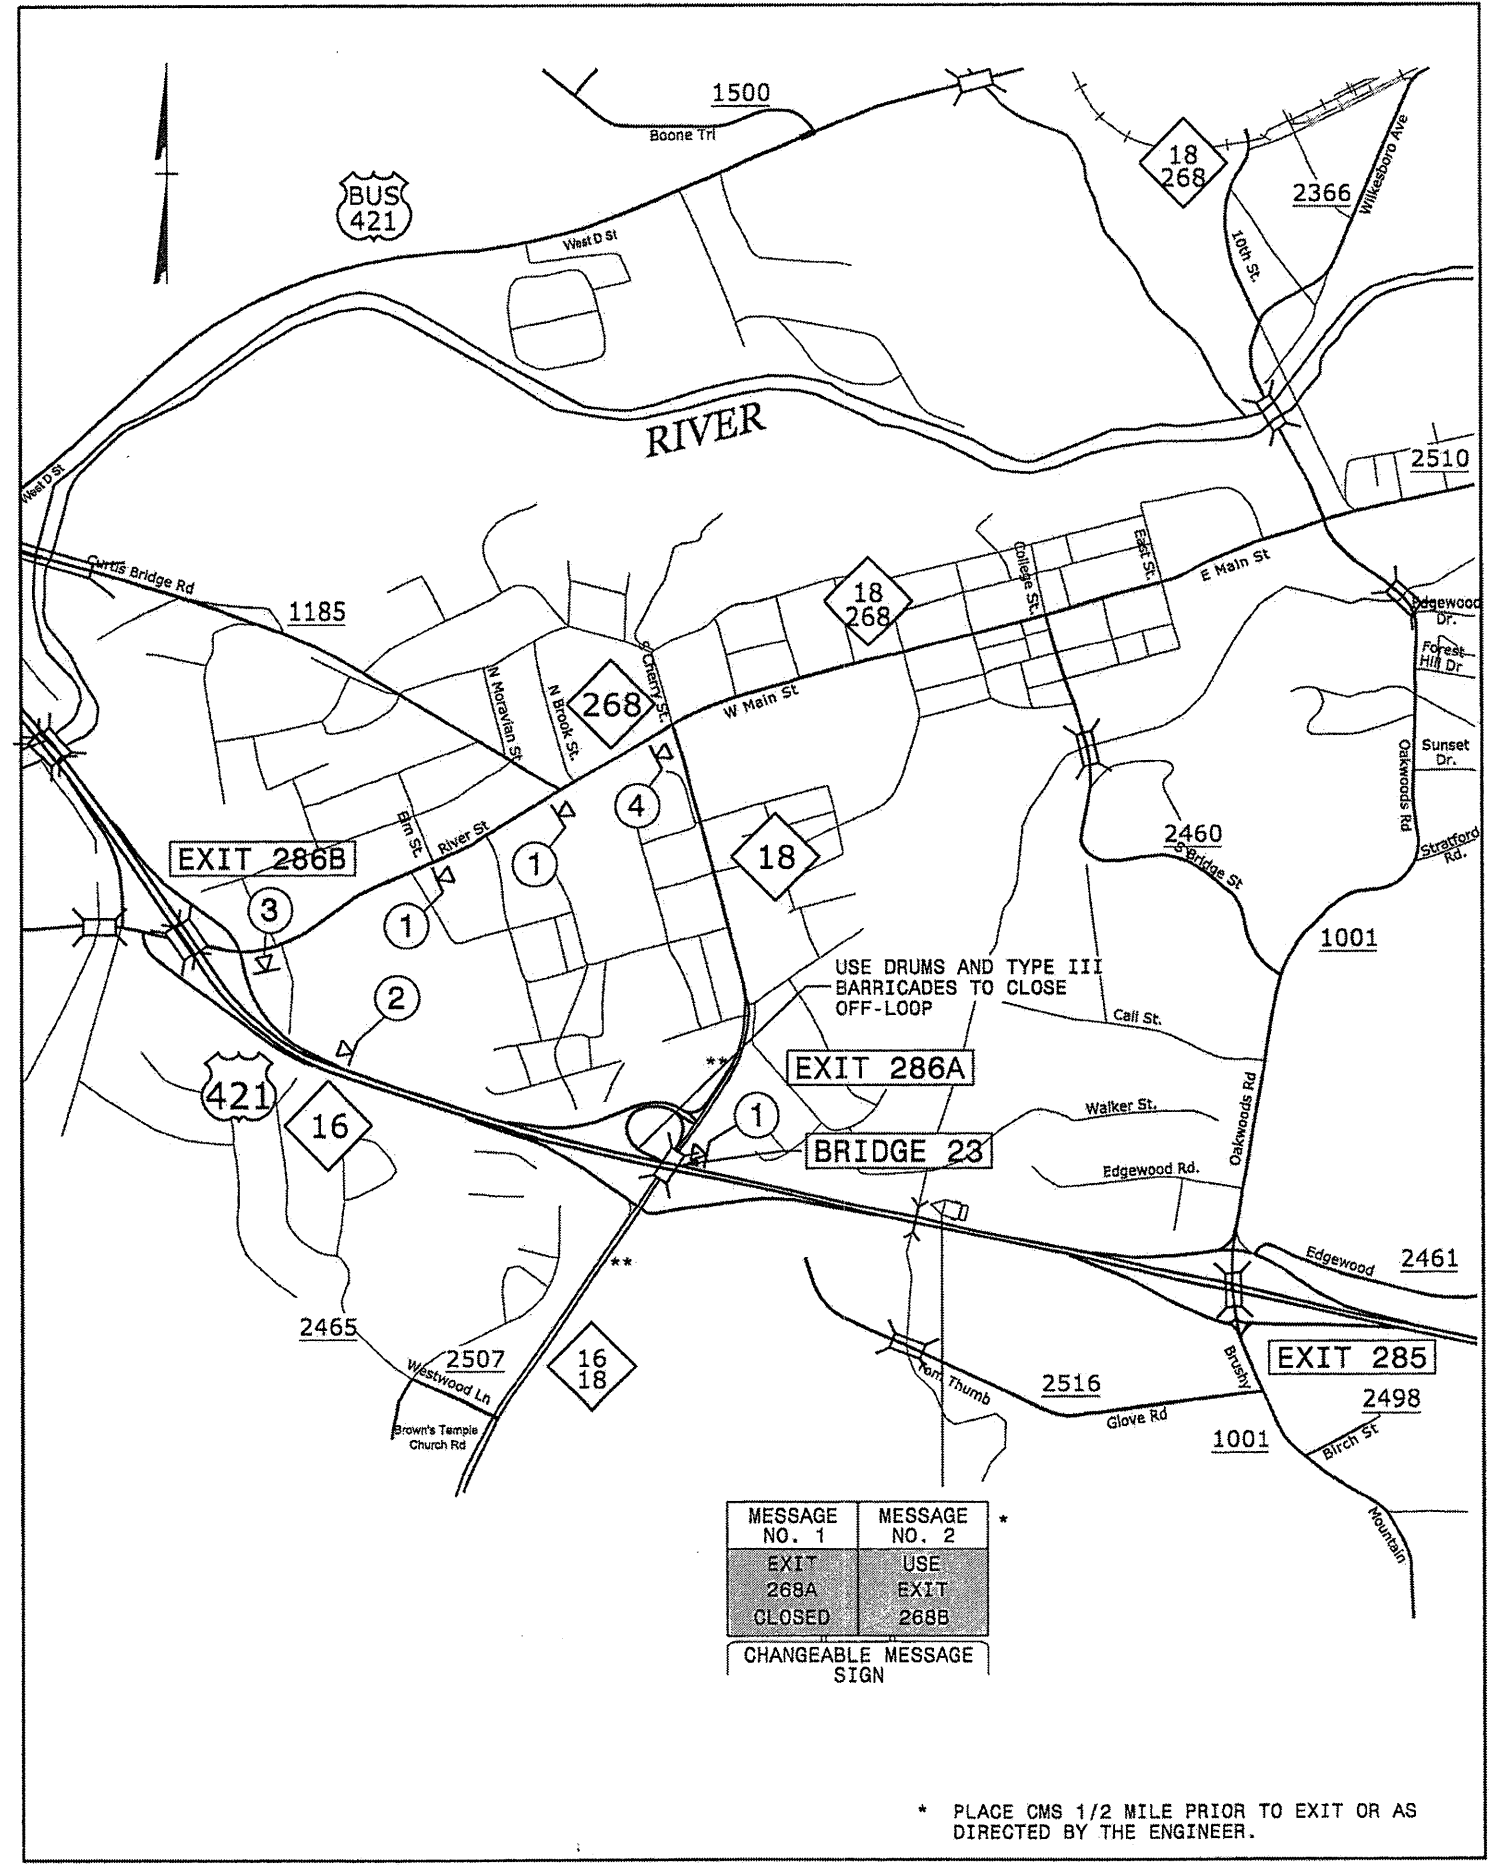 1500
Boone Trl
18
268
2366
Wilkesboro Ave
BUS
421
West D St
10th St.
RIVER
West D St
2510
Curtis Bridge Rd
1185
18
268
College St.
East St.
E Main St
Edgewood
Dr.
Forest
Hill Dr
S Cherry St.
268
W Main St
N Moravian St
N Brook St.
Oakwoods Rd
Sunset
Dr.
4
Elm St.
River St
EXIT 286B
1
18
2460
S Bridge St
Stratford
Rd.
3
1
1001
USE DRUMS AND TYPE III
BARRICADES TO CLOSE
OFF-LOOP
2
Call St.
**
EXIT 286A
421
16
1
Walker St.
Oakwoods Rd
BRIDGE 23
Edgewood Rd.
**
Edgewood
2461
2465
2507
Westwood Ln
16
18
Brown's Temple
Church Rd
Tom Thumb
2516
Glove Rd
Brushy
EXIT 285
2498
Birch St
1001
Mountain
MESSAGE
NO. 1
MESSAGE
NO. 2
*
EXIT
268A
CLOSED
USE
EXIT
268B
CHANGEABLE MESSAGE
SIGN
* PLACE CMS 1/2 MILE PRIOR TO EXIT OR AS
DIRECTED BY THE ENGINEER.